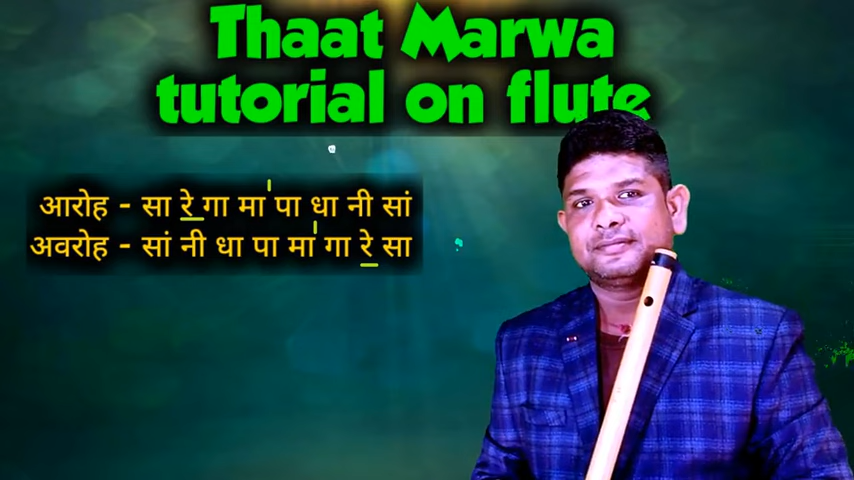 Thaat Marwa
tutorial on flute
आरोह - सा रे॒ गा मा॑ पा धा नी सां
अवरोह - सां नी धा पा मा॑ गा रे॒ सा